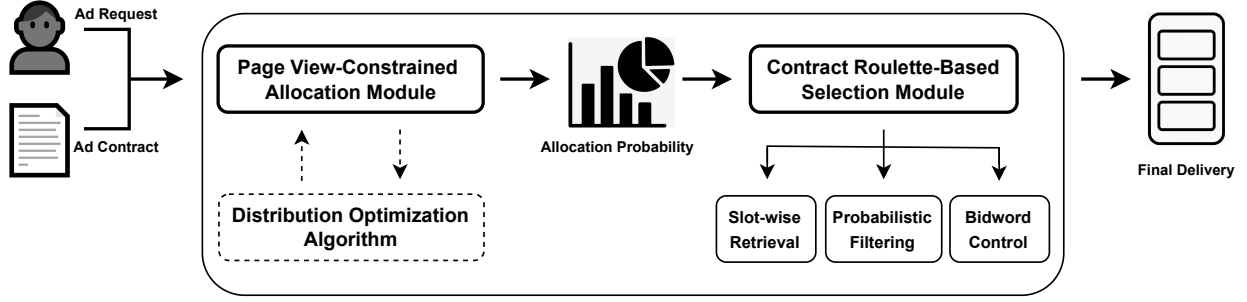 Ad Request
Ad Contract
Page View-Constrained
Allocation Module
Distribution Optimization
Algorithm
Allocation Probability
Contract Roulette-Based
Selection Module
Slot-wise
Retrieval
Probabilistic
Filtering
Bidword
Control
Final Delivery